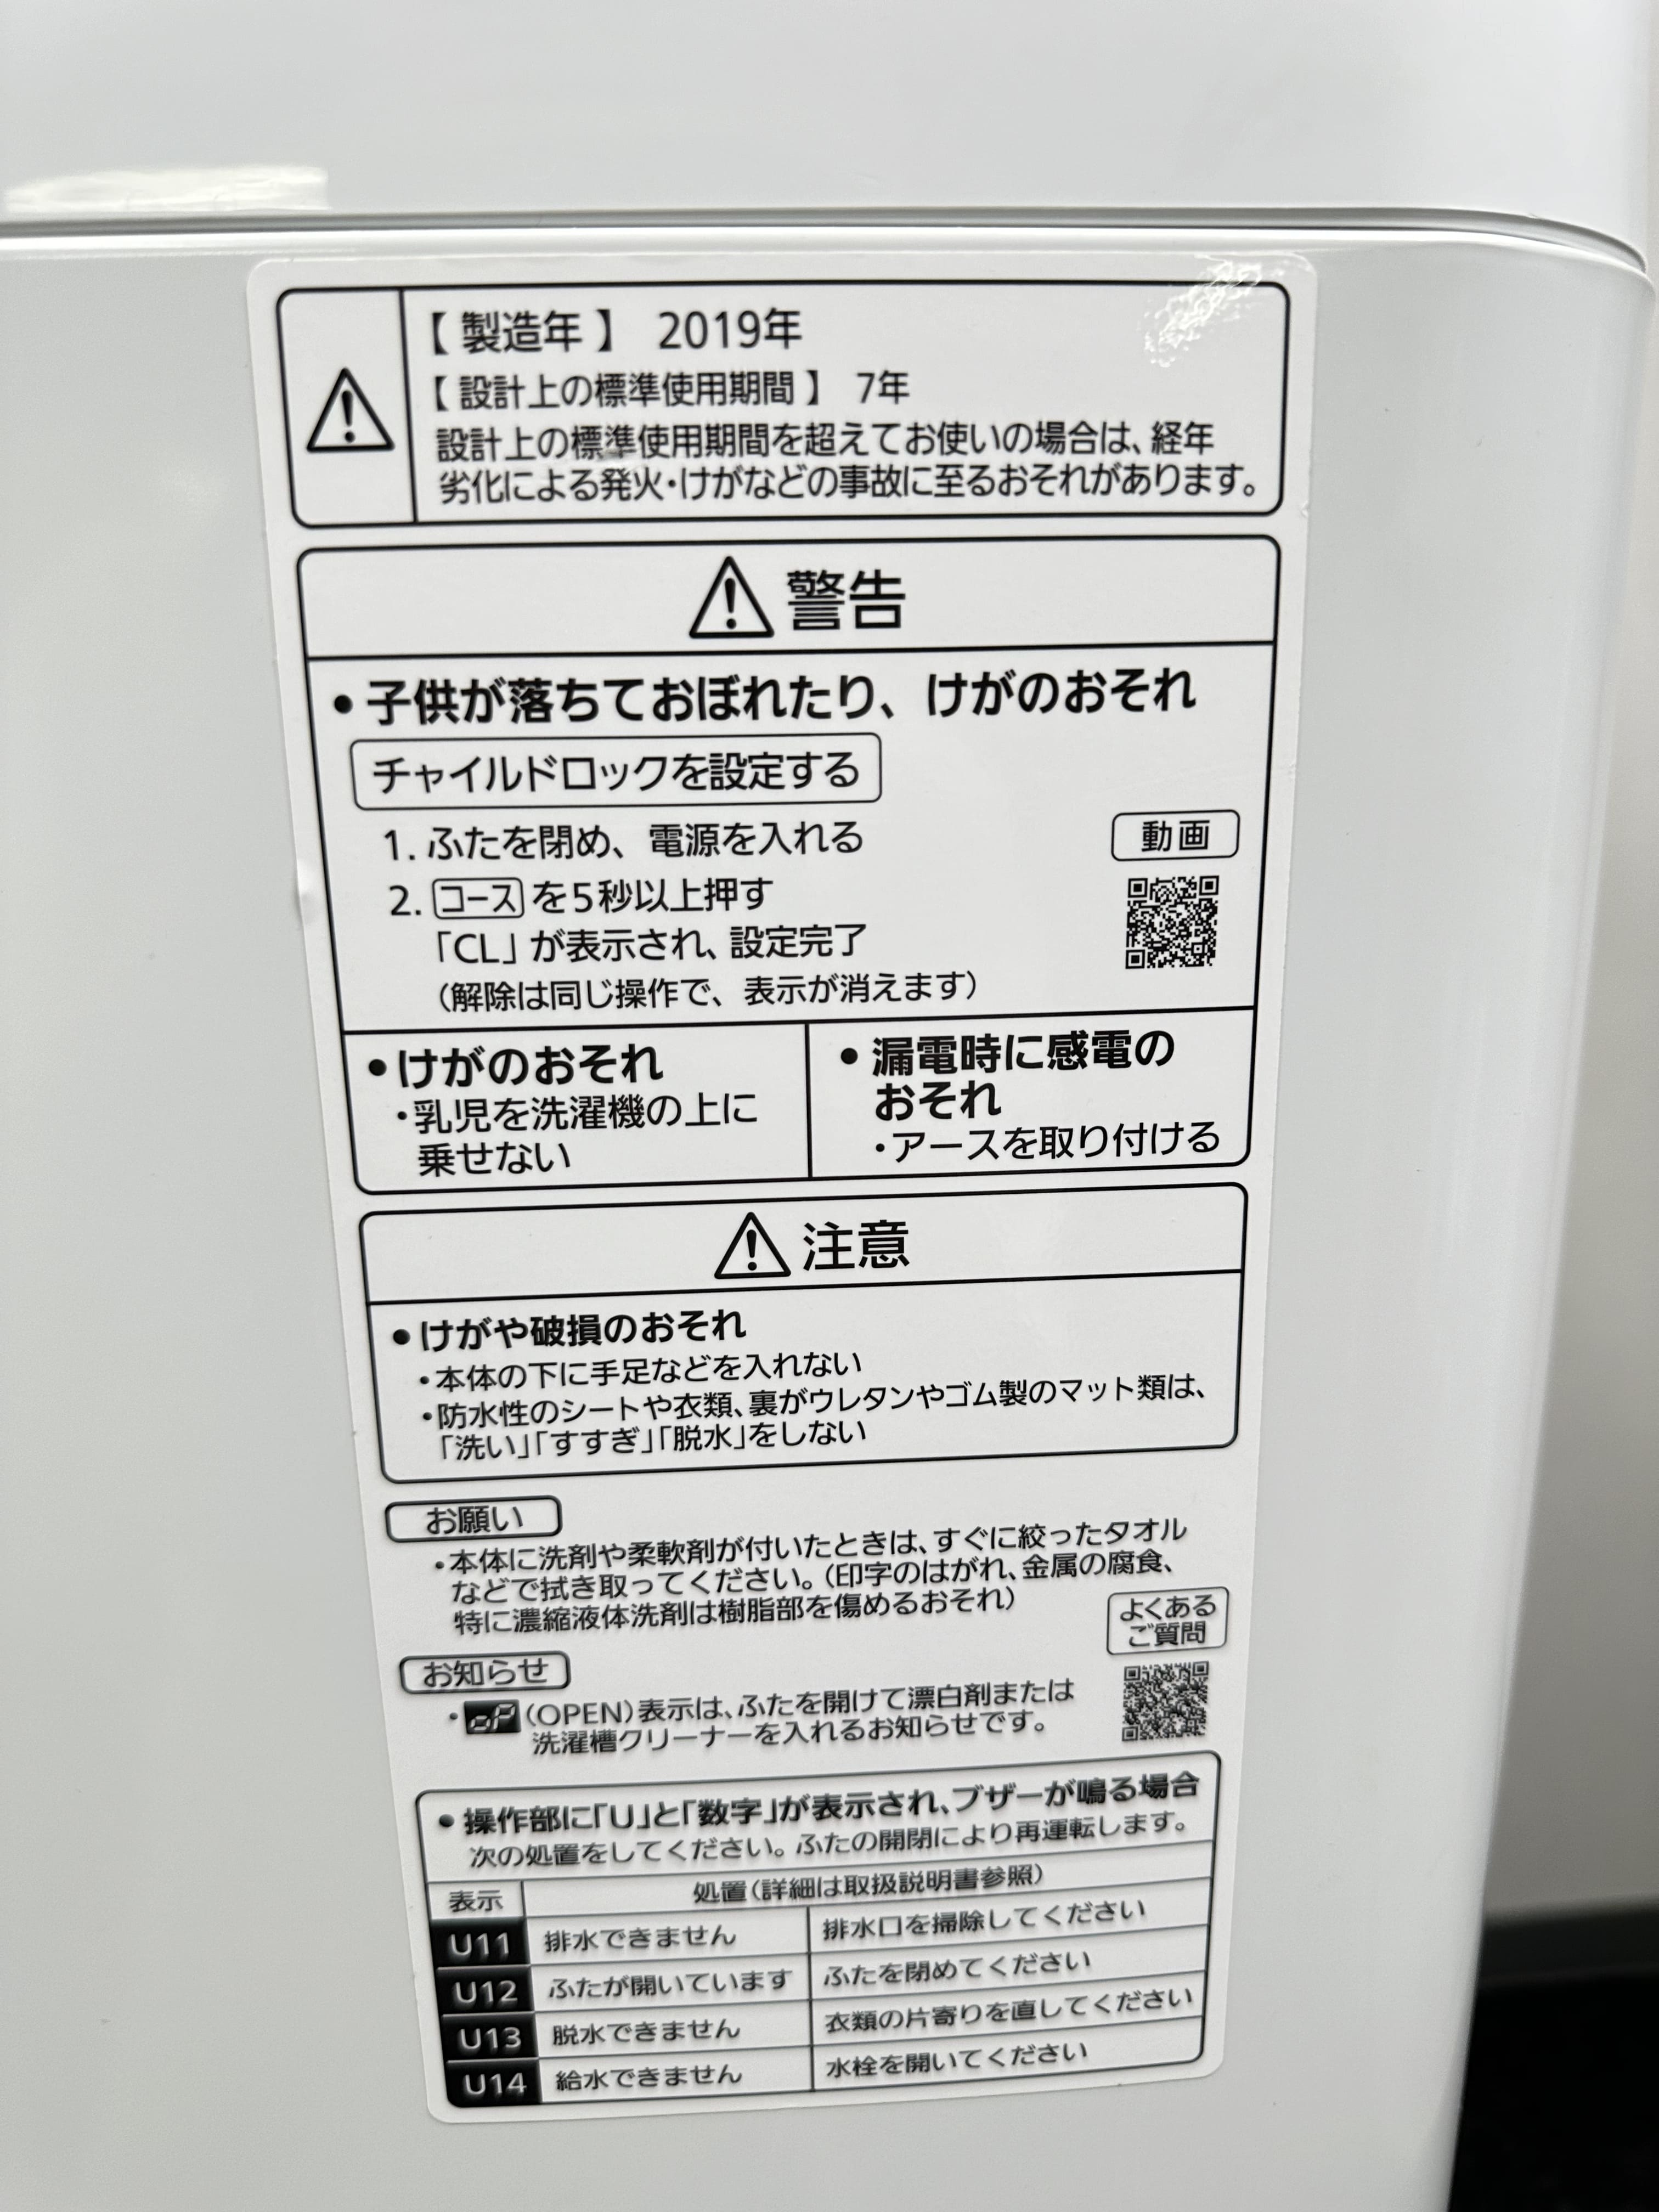 【 製造年 】 2019年
【 設計上の標準使用期間 】 7年
設計上の標準使用期間を超えてお使いの場合は、経年
劣化による発火・けがなどの事故に至るおそれがあります。
警告
• 子供が落ちておぼれたり、けがのおそれ
チャイルドロックを設定する
1. ふたを閉め、電源を入れる
動画
2. コース を5秒以上押す
「CL」が表示され、設定完了
（解除は同じ操作で、表示が消えます）
• けがのおそれ
・乳児を洗濯機の上に
乗せない
• 漏電時に感電の
おそれ
・アースを取り付ける
注意
• けがや破損のおそれ
・本体の下に手足などを入れない
・防水性のシートや衣類、裏がウレタンやゴム製のマット類は、
「洗い」「すすぎ」「脱水」をしない
お願い
・本体に洗剤や柔軟剤が付いたときは、すぐに絞ったタオル
などで拭き取ってください。（印字のはがれ、金属の腐食、
特に濃縮液体洗剤は樹脂部を傷めるおそれ）
よくある
ご質問
お知らせ
・oP（OPEN）表示は、ふたを開けて漂白剤または
洗濯槽クリーナーを入れるお知らせです。
• 操作部に「U」と「数字」が表示され、ブザーが鳴る場合
次の処置をしてください。ふたの開閉により再運転します。
表示 処置（詳細は取扱説明書参照）
U11 排水できません 排水口を掃除してください
U12 ふたが開いています ふたを閉めてください
U13 脱水できません 衣類の片寄りを直してください
U14 給水できません 水栓を開いてください